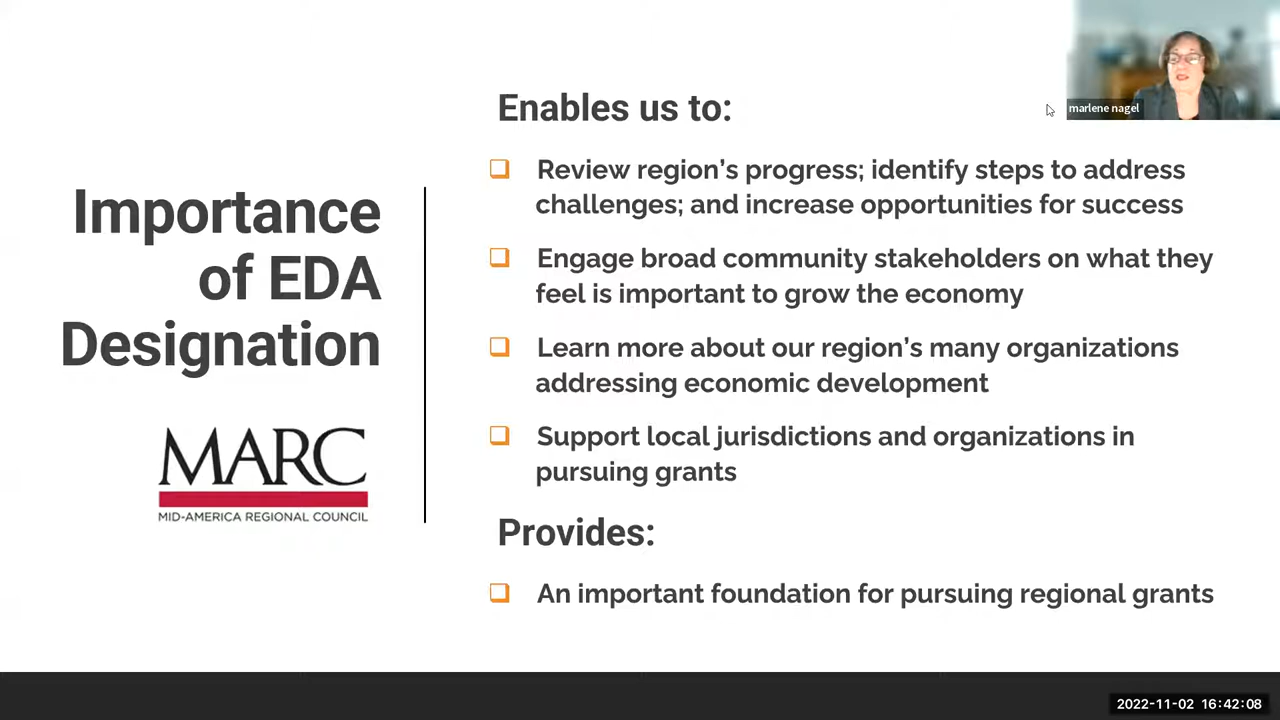 marlene nagel
Importance
of EDA
Designation
MARC
MID-AMERICA REGIONAL COUNCIL
Enables us to:
Review region's progress; identify steps to address
challenges; and increase opportunities for success
Engage broad community stakeholders on what they
feel is important to grow the economy
Learn more about our region's many organizations
addressing economic development
Support local jurisdictions and organizations in
pursuing grants
Provides:
An important foundation for pursuing regional grants
2022-11-02 16:42:08